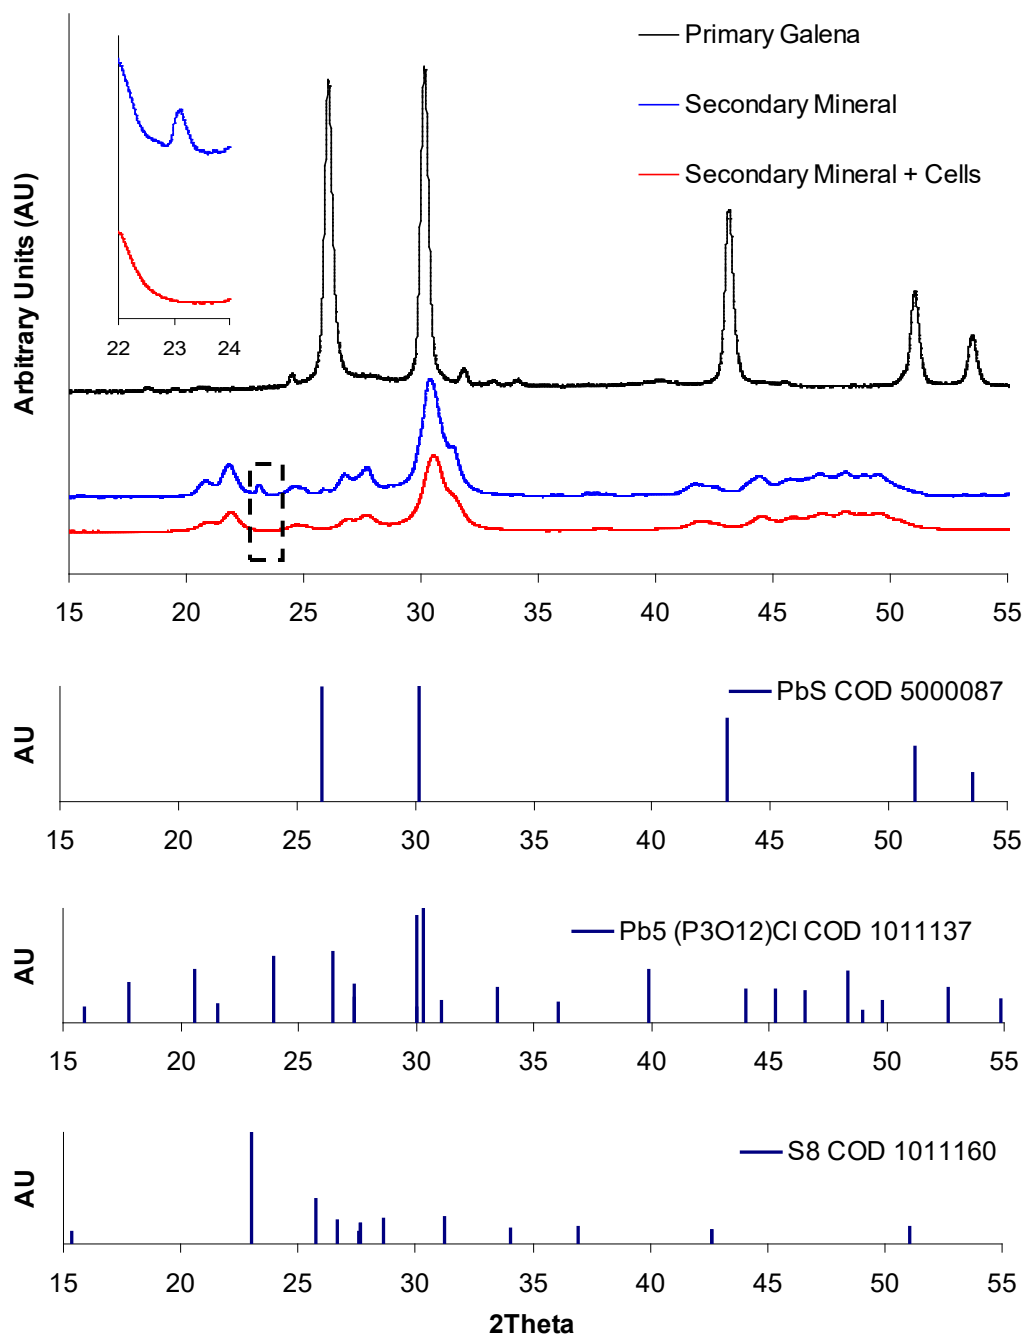 Primary Galena
Secondary Mineral
Secondary Mineral + Cells
Arbitrary Units (AU)
22 23 24
15 20 25 30 35 40 45 50 55
PbS COD 5000087
AU
15 20 25 30 35 40 45 50 55
Pb5 (P3O12)Cl COD 1011137
AU
15 20 25 30 35 40 45 50 55
S8 COD 1011160
AU
15 20 25 30 35 40 45 50 55
2Theta